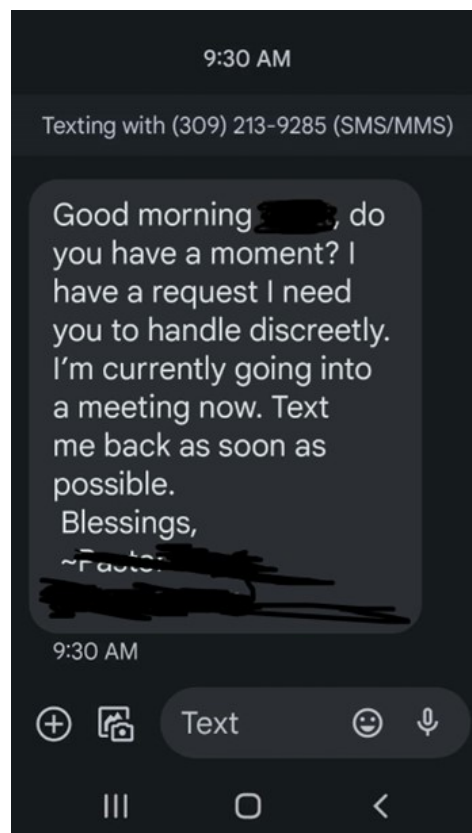 9:30 AM
Texting with (309) 213-9285 (SMS/MMS)
Good morning , do
you have a moment? I
have a request I need
you to handle discreetly.
I’m currently going into
a meeting now. Text
me back as soon as
possible.
Blessings,
~Pastor
9:30 AM
Text